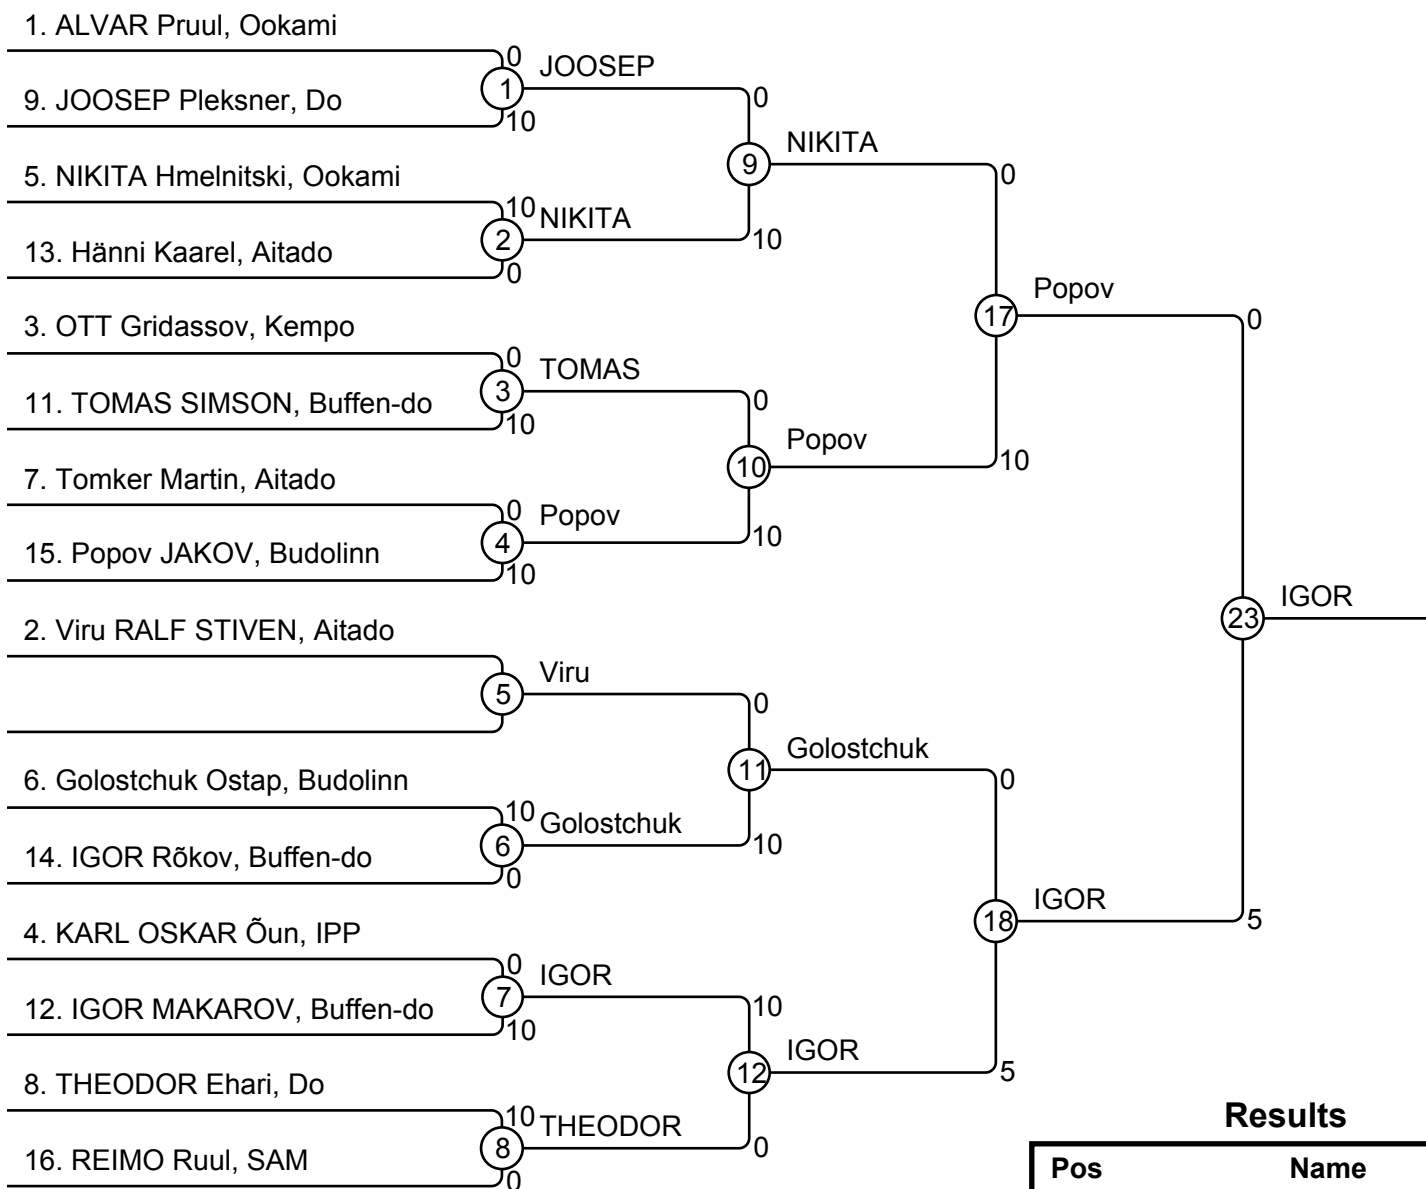 1. ALVAR Pruul, Ookami
0
1
JOOSEP
9. JOOSEP Pleksner, Do
10
0
9
NIKITA
5. NIKITA Hmelnitski, Ookami
10
2
NIKITA
10
13. Hänni Kaarel, Aitado
0
0
17
Popov
3. OTT Gridassov, Kempo
0
3
TOMAS
11. TOMAS SIMSON, Buffen-do
10
0
10
Popov
10
7. Tomker Martin, Aitado
0
4
Popov
10
15. Popov JAKOV, Budolinn
10
0
23
IGOR
2. Viru RALF STIVEN, Aitado
5
Viru
0
11
Golostchuk
6. Golostchuk Ostap, Budolinn
10
6
Golostchuk
10
14. IGOR Rõkov, Buffen-do
0
0
18
IGOR
5
4. KARL OSKAR Õun, IPP
0
7
IGOR
12. IGOR MAKAROV, Buffen-do
10
10
12
IGOR
5
8. THEODOR Ehari, Do
10
8
THEODOR
0
16. REIMO Ruul, SAM
0
Results
Pos Name